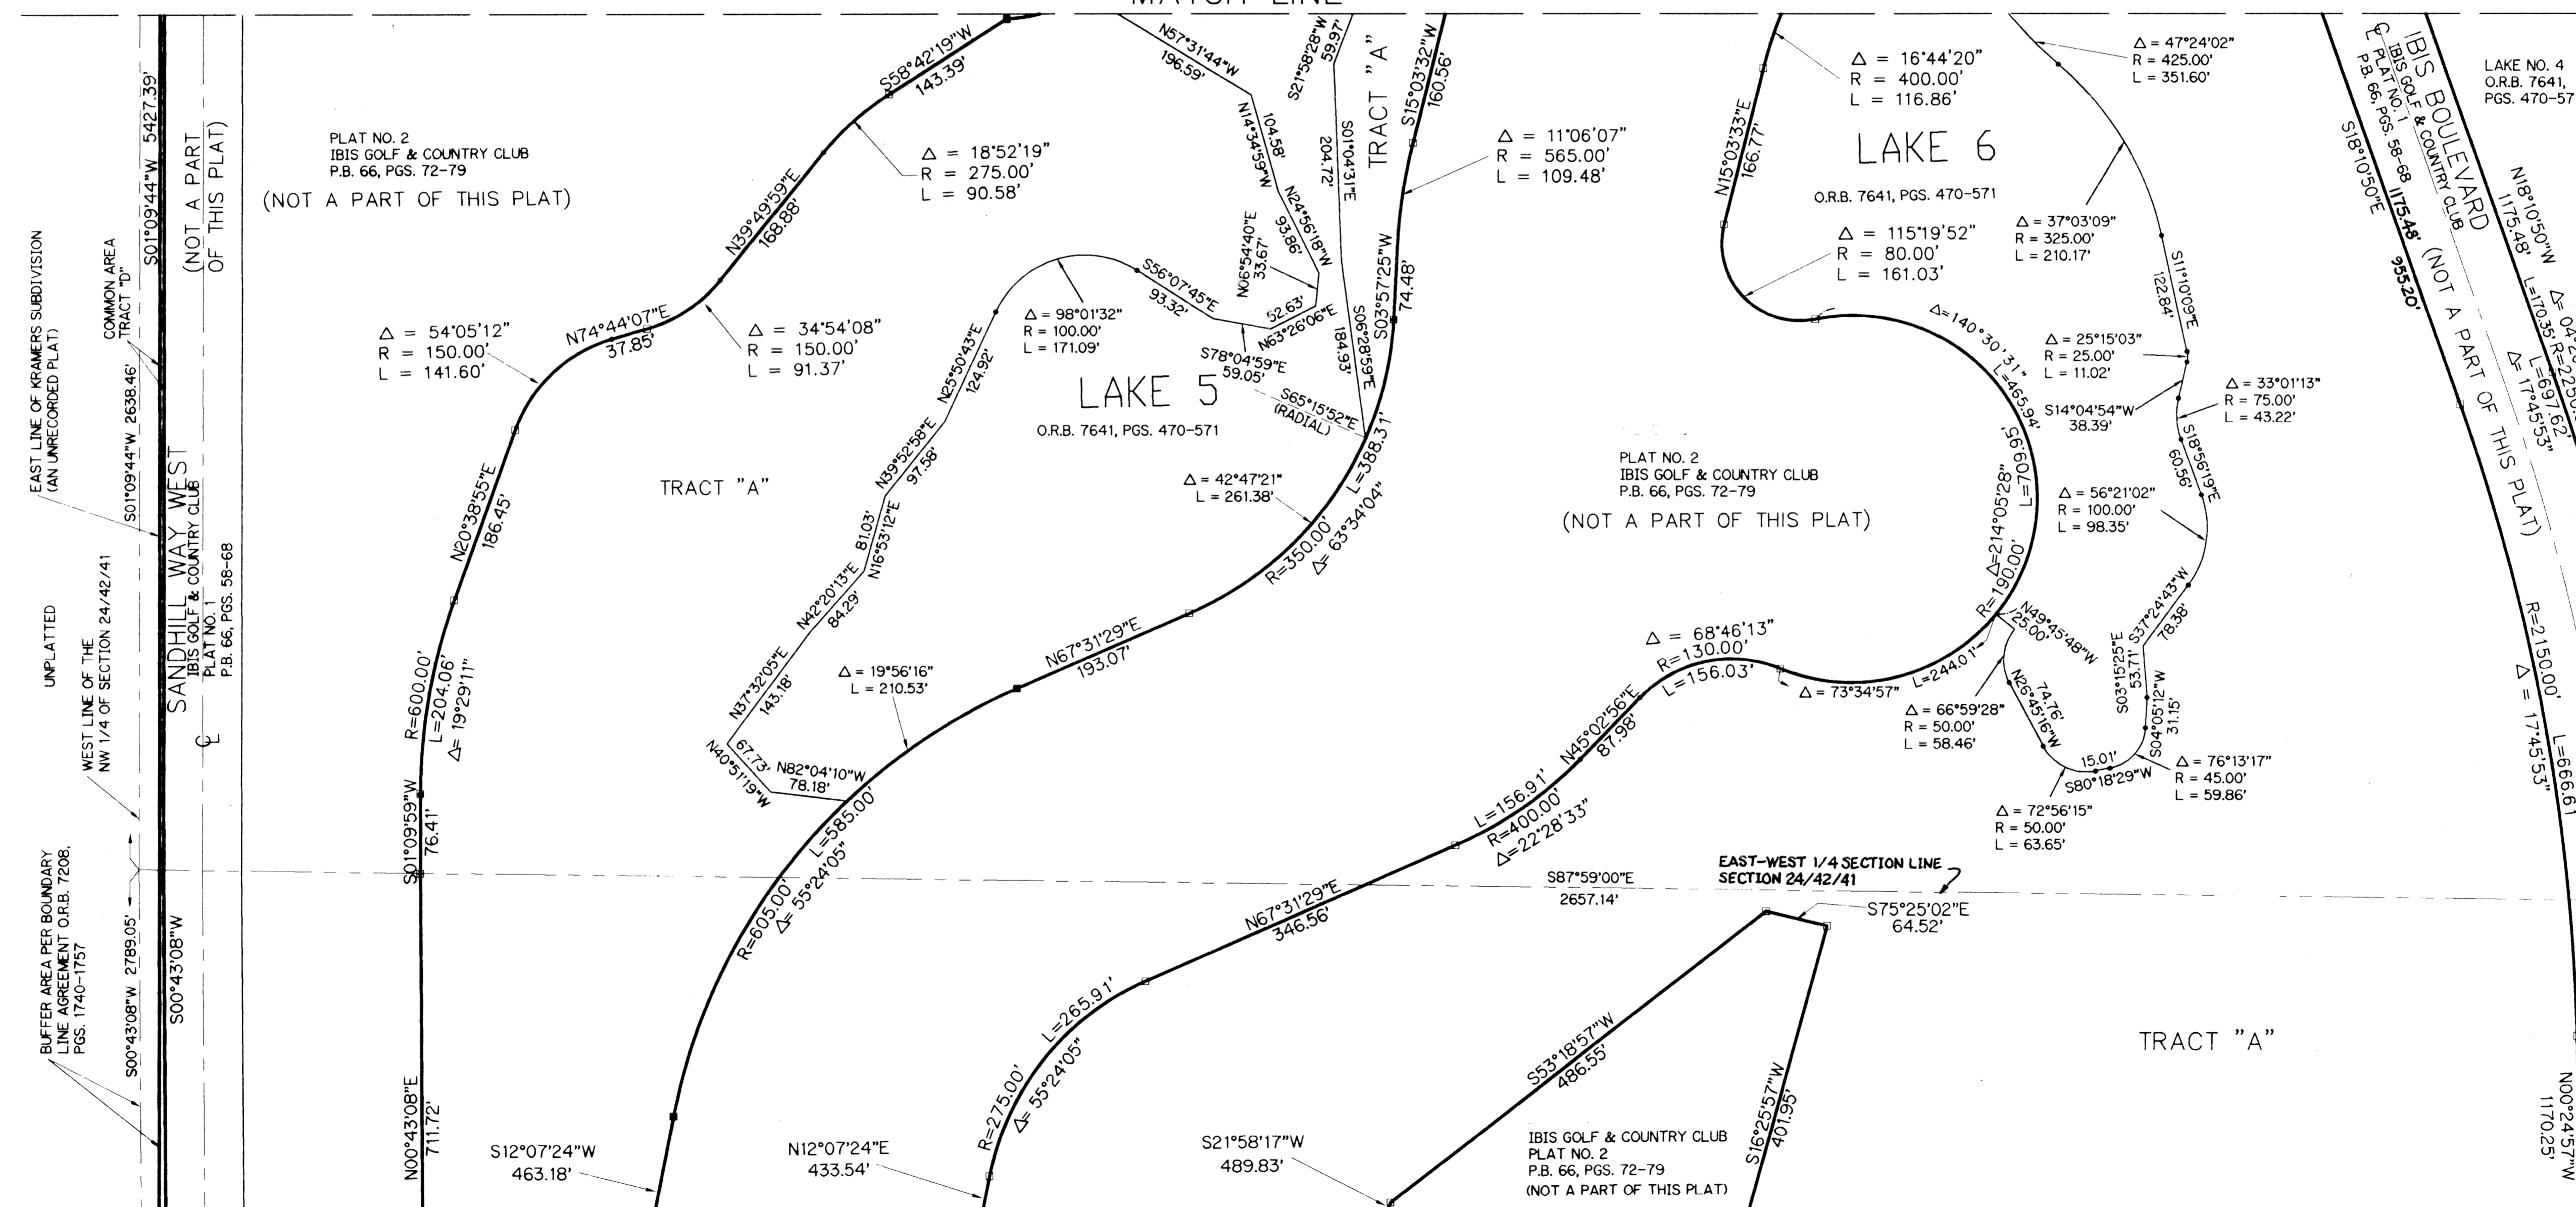 MATCH LINE
S01°09'44"W 5427.39'
(NOT A PART
OF THIS PLAT)
PLAT NO. 2
IBIS GOLF & COUNTRY CLUB
P.B. 66, PGS. 72-79
(NOT A PART OF THIS PLAT)
EAST LINE OF KRAMERS SUBDIVISION
(AN UNRECORDED PLAT)
COMMON AREA
TRACT "D"
S01°09'44"W 2638.46'
UNPLATTED
WEST LINE OF THE
NW 1/4 OF SECTION 24/42/41
SANDHILL WAY WEST
IBIS GOLF & COUNTRY CLUB
PLAT NO. 1
P.B. 66, PGS. 58-68
BUFFER AREA PER BOUNDARY
LINE AGREEMENT O.R.B. 7208,
PGS. 1740-1757
S00°43'08"W 2789.05'
S00°43'08"W
S58°42'19"W
143.39'
Δ = 18°52'19"
R = 275.00'
L = 90.58'
N39°49'59"E
168.88'
Δ = 34°54'08"
R = 150.00'
L = 91.37'
N74°44'07"E
37.85'
Δ = 54°05'12"
R = 150.00'
L = 141.60'
N20°38'55"E
186.45'
R=600.00'
L=204.06'
Δ= 19°29'11"
S01°09'59"W
76.41'
N00°43'08"E
711.72'
TRACT "A"
N57°31'44"W
196.59'
N14°34'59"W
104.58'
N24°56'18"W
93.86'
N06°54'40"E
33.67'
52.63'
N63°26'06"E
S78°04'59"E
59.05'
S56°07'45"E
93.32'
Δ = 98°01'32"
R = 100.00'
L = 171.09'
N25°50'43"E
124.92'
LAKE 5
O.R.B. 7641, PGS. 470-571
N39°52'58"E
97.58'
81.03'
N16°53'12"E
N42°20'13"E
84.29'
N37°32'05"E
143.18'
67.73'
N40°51'19"W
N82°04'10"W
78.18'
Δ = 19°56'16"
L = 210.53'
L=585.00'
R=605.00'
Δ= 55°24'05"
S12°07'24"W
463.18'
S21°58'28"W
59.97'
TRACT "A"
S15°03'32"W
160.56'
S01°04'31"E
204.72'
Δ = 11°06'07"
R = 565.00'
L = 109.48'
S03°57'25"W
74.48'
S06°28'59"E
184.93'
S65°15'52"E
(RADIAL)
L=388.31'
R=350.00'
Δ= 63°34'04"
Δ = 42°47'21"
L = 261.38'
N67°31'29"E
193.07'
Δ = 16°44'20"
R = 400.00'
L = 116.86'
N15°03'33"E
166.77'
LAKE 6
O.R.B. 7641, PGS. 470-571
Δ = 115°19'52"
R = 80.00'
L = 161.03'
Δ = 47°24'02"
R = 425.00'
L = 351.60'
Δ = 37°03'09"
R = 325.00'
L = 210.17'
S11°10'09"E
122.84'
Δ = 25°15'03"
R = 25.00'
L = 11.02'
S14°04'54"W
38.39'
Δ = 33°01'13"
R = 75.00'
L = 43.22'
S18°56'19"E
60.56'
Δ = 56°21'02"
R = 100.00'
L = 98.35'
S37°24'43"W
78.38'
S03°15'25"E
53.71'
S04°05'12"W
31.15'
Δ = 76°13'17"
R = 45.00'
L = 59.86'
15.01'
S80°18'29"W
Δ = 72°56'15"
R = 50.00'
L = 63.65'
74.76'
N26°45'16"W
Δ = 66°59'28"
R = 50.00'
L = 58.46'
N49°45'48"W
25.00'
Δ=140°30'31"
L=465.94'
L=709.95'
Δ=214°05'28"
R=190.00'
L=244.01'
Δ = 73°34'57"
PLAT NO. 2
IBIS GOLF & COUNTRY CLUB
P.B. 66, PGS. 72-79
(NOT A PART OF THIS PLAT)
Δ = 68°46'13"
R=130.00'
L=156.03'
N45°02'56"E
87.98'
L=156.91'
R=400.00'
Δ=22°28'33"
N67°31'29"E
346.56'
L=265.91'
R=275.00'
Δ= 55°24'05"
N12°07'24"E
433.54'
S87°59'00"E
2657.14'
EAST-WEST 1/4 SECTION LINE
SECTION 24/42/41
S75°25'02"E
64.52'
S53°18'57"W
486.55'
S16°25'57"W
401.95'
S21°58'17"W
489.83'
IBIS GOLF & COUNTRY CLUB
PLAT NO. 2
P.B. 66, PGS. 72-79
(NOT A PART OF THIS PLAT)
TRACT "A"
IBIS BOULEVARD
IBIS GOLF & COUNTRY CLUB
PLAT NO. 1
P.B. 66, PGS. 58-68
(NOT A PART OF THIS PLAT)
S18°10'50"E
1175.48'
955.20'
LAKE NO. 4
O.R.B. 7641,
PGS. 470-57
N18°10'50"W
1175.48'
L=170.35'
L=697.62'
Δ= 17°45'53"
R=2150.00'
L=666.61
Δ = 17°45'53"
N00°24'57"W
1170.25'